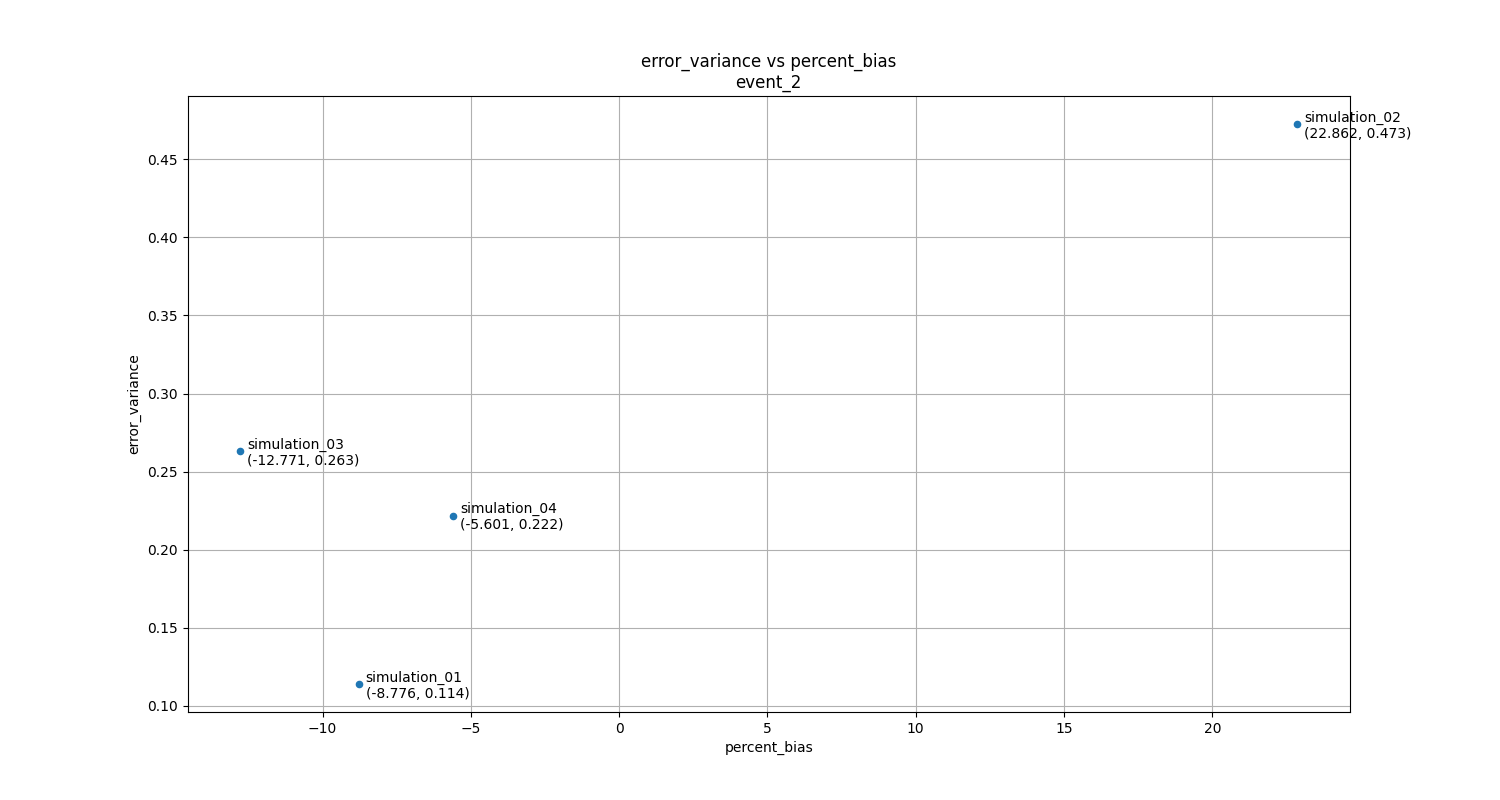 error_variance vs percent_bias
event_2
simulation_02
(22.862, 0.473)
0.45
0.40
0.35
0.30
error_variance
simulation_03
(-12.771, 0.263)
0.25
simulation_04
(-5.601, 0.222)
0.20
0.15
simulation_01
(-8.776, 0.114)
0.10
−10 −5 0 5 10 15 20
percent_bias